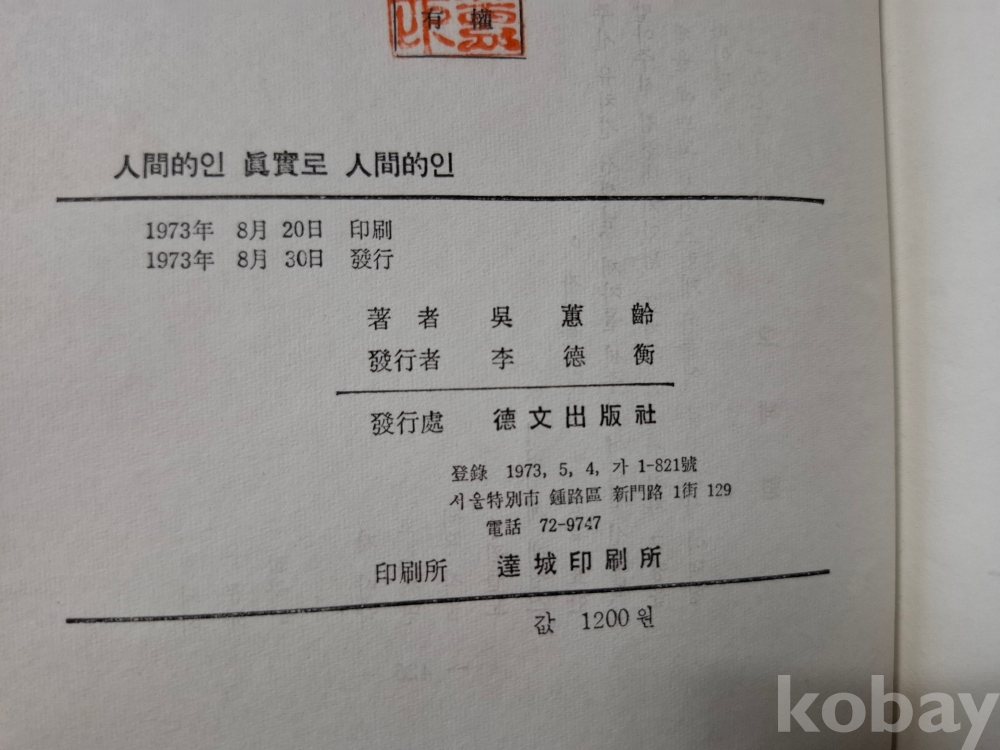 有 權
人間的인 眞實로 人間的인
1973年 8月 20日 印刷
1973年 8月 30日 發行
著 者 吳 蕙 齡
發行者 李 德 衡
發行處 德文出版社
登錄 1973, 5, 4, 가 1-821號
서울特別市 鍾路區 新門路 1街 129
電話 72-9747
印刷所 達城印刷所
값 1200원
kobay